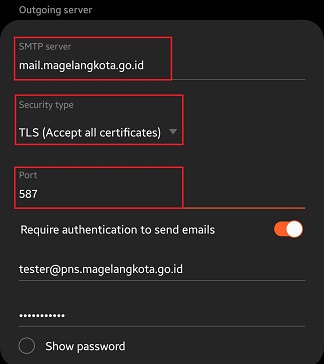 Outgoing server
SMTP server
mail.magelangkota.go.id
Security type
TLS (Accept all certificates)
Port
587
Require authentication to send emails
tester@pns.magelangkota.go.id
•••••••••••
Show password